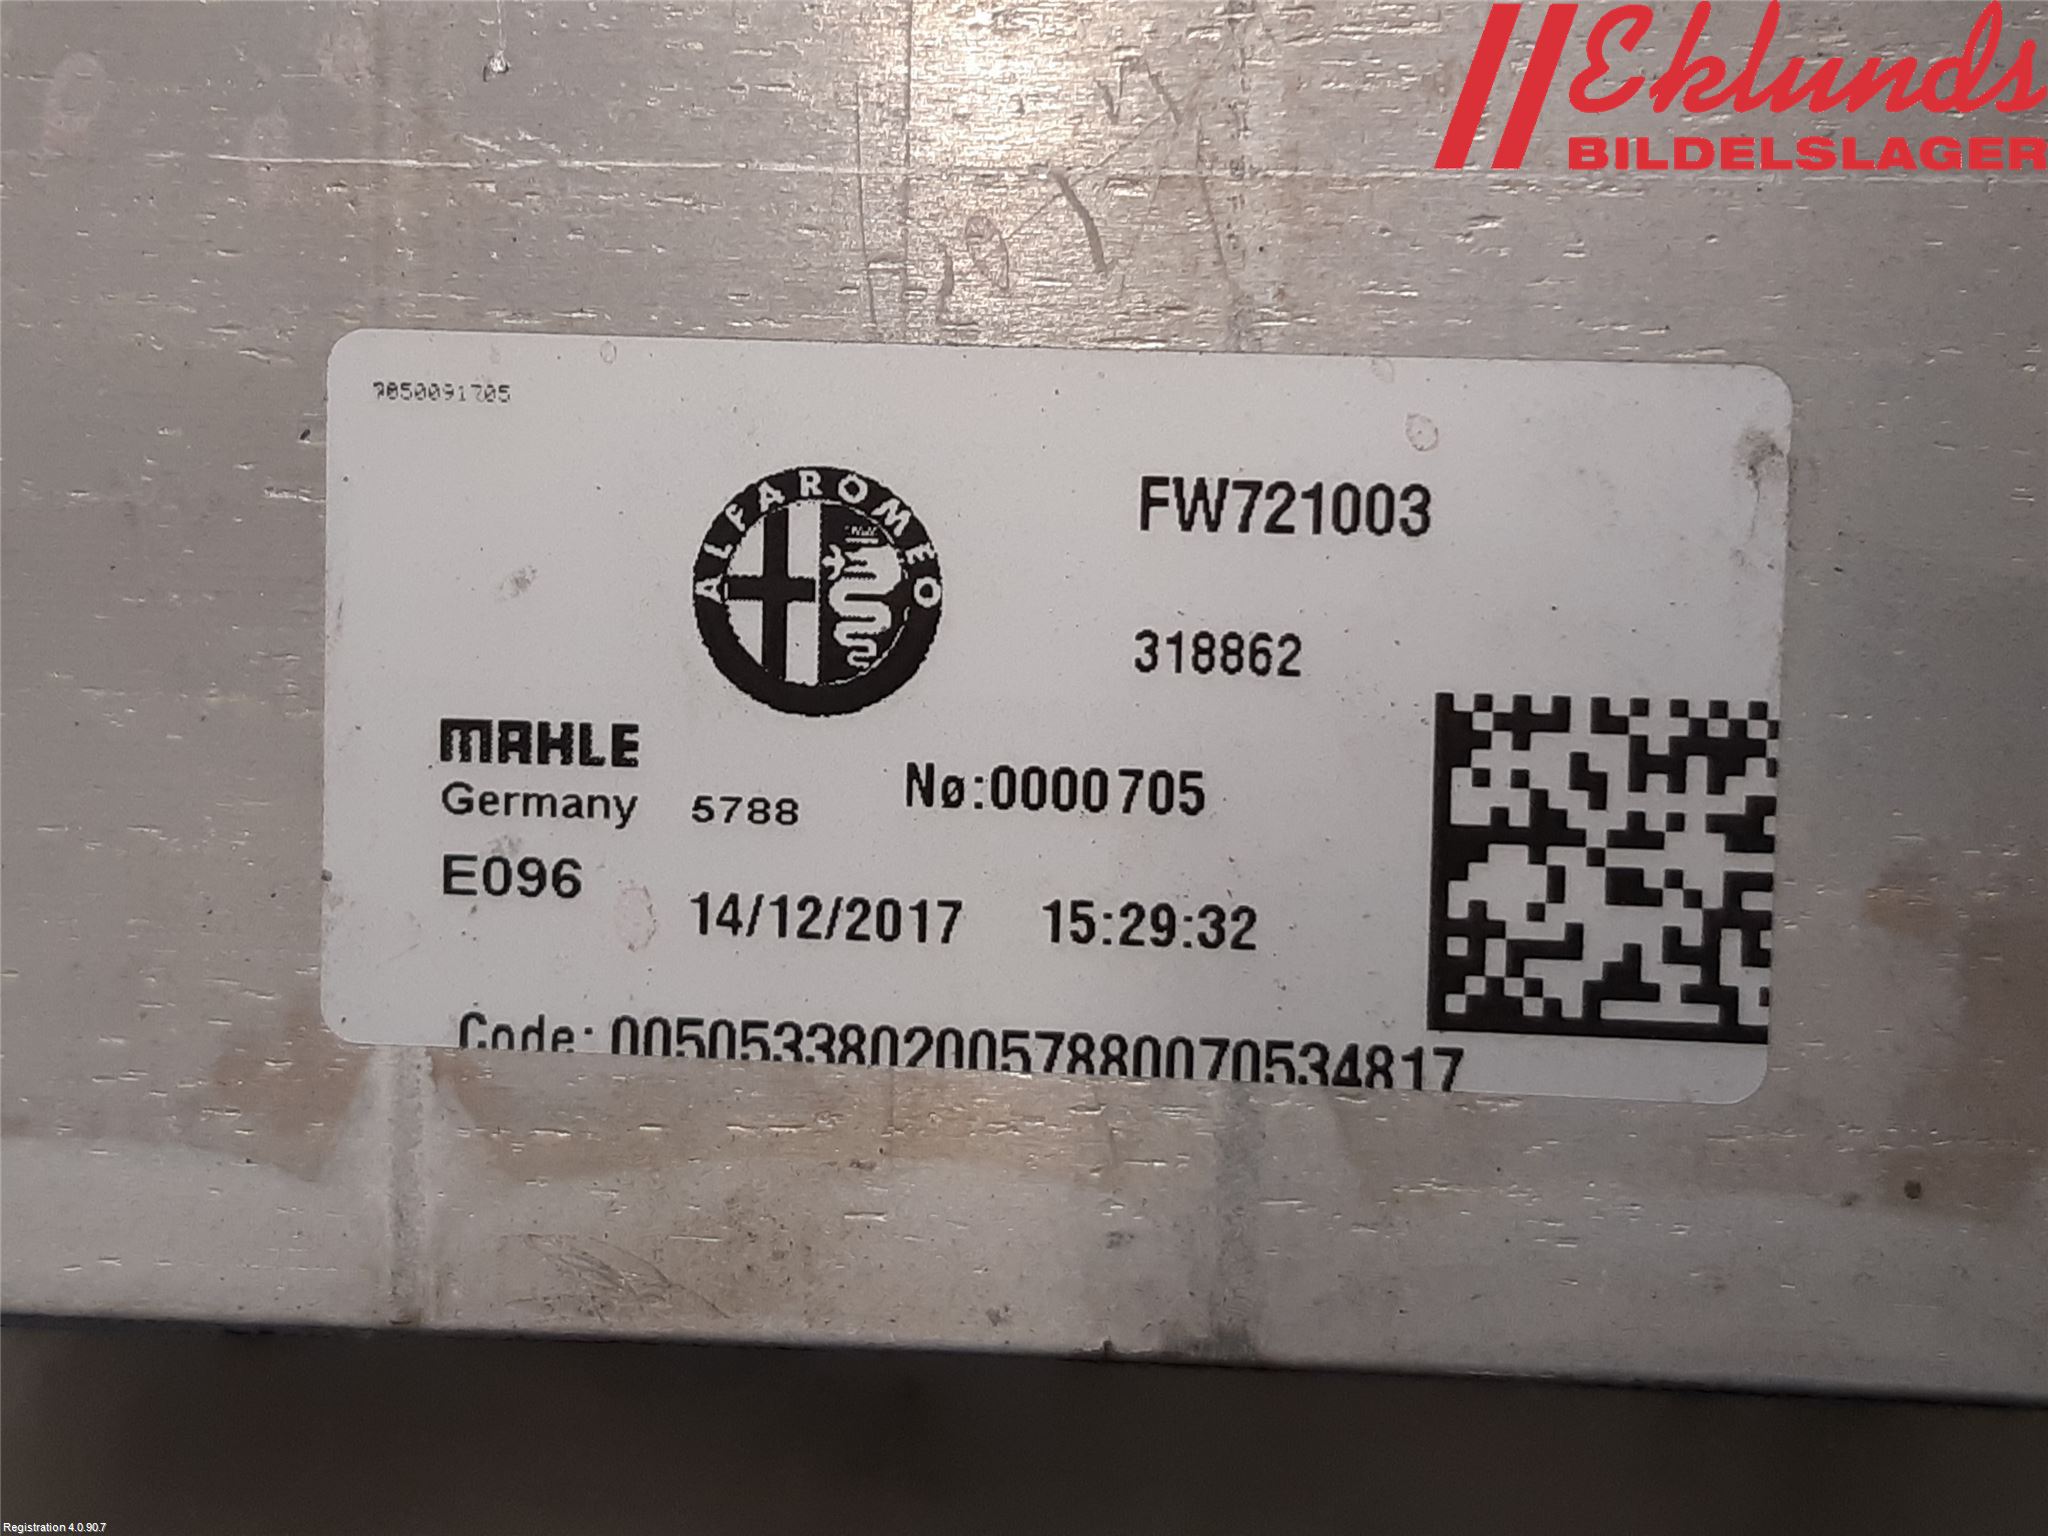 Eklunds
BILDELSLAGER
7050091705
ALFA ROMEO
FW721003
318862
MAHLE
Germany 5788 Nø:0000705
E096 14/12/2017 15:29:32
Code: 00505338020057880070534817
Registration 4.0.90.7